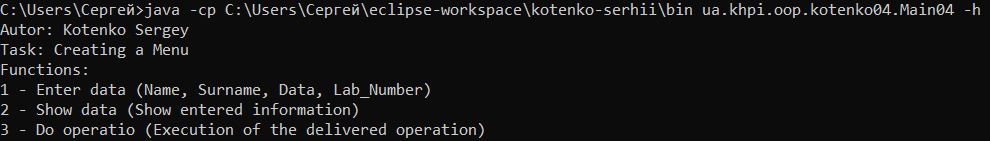 C:\Users\Сергей>java -cp C:\Users\Сергей\eclipse-workspace\kotenko-serhii\bin ua.khpi.oop.kotenko04.Main04 -h
Autor: Kotenko Sergey
Task: Creating a Menu
Functions:
1 - Enter data (Name, Surname, Data, Lab_Number)
2 - Show data (Show entered information)
3 - Do operatio (Execution of the delivered operation)